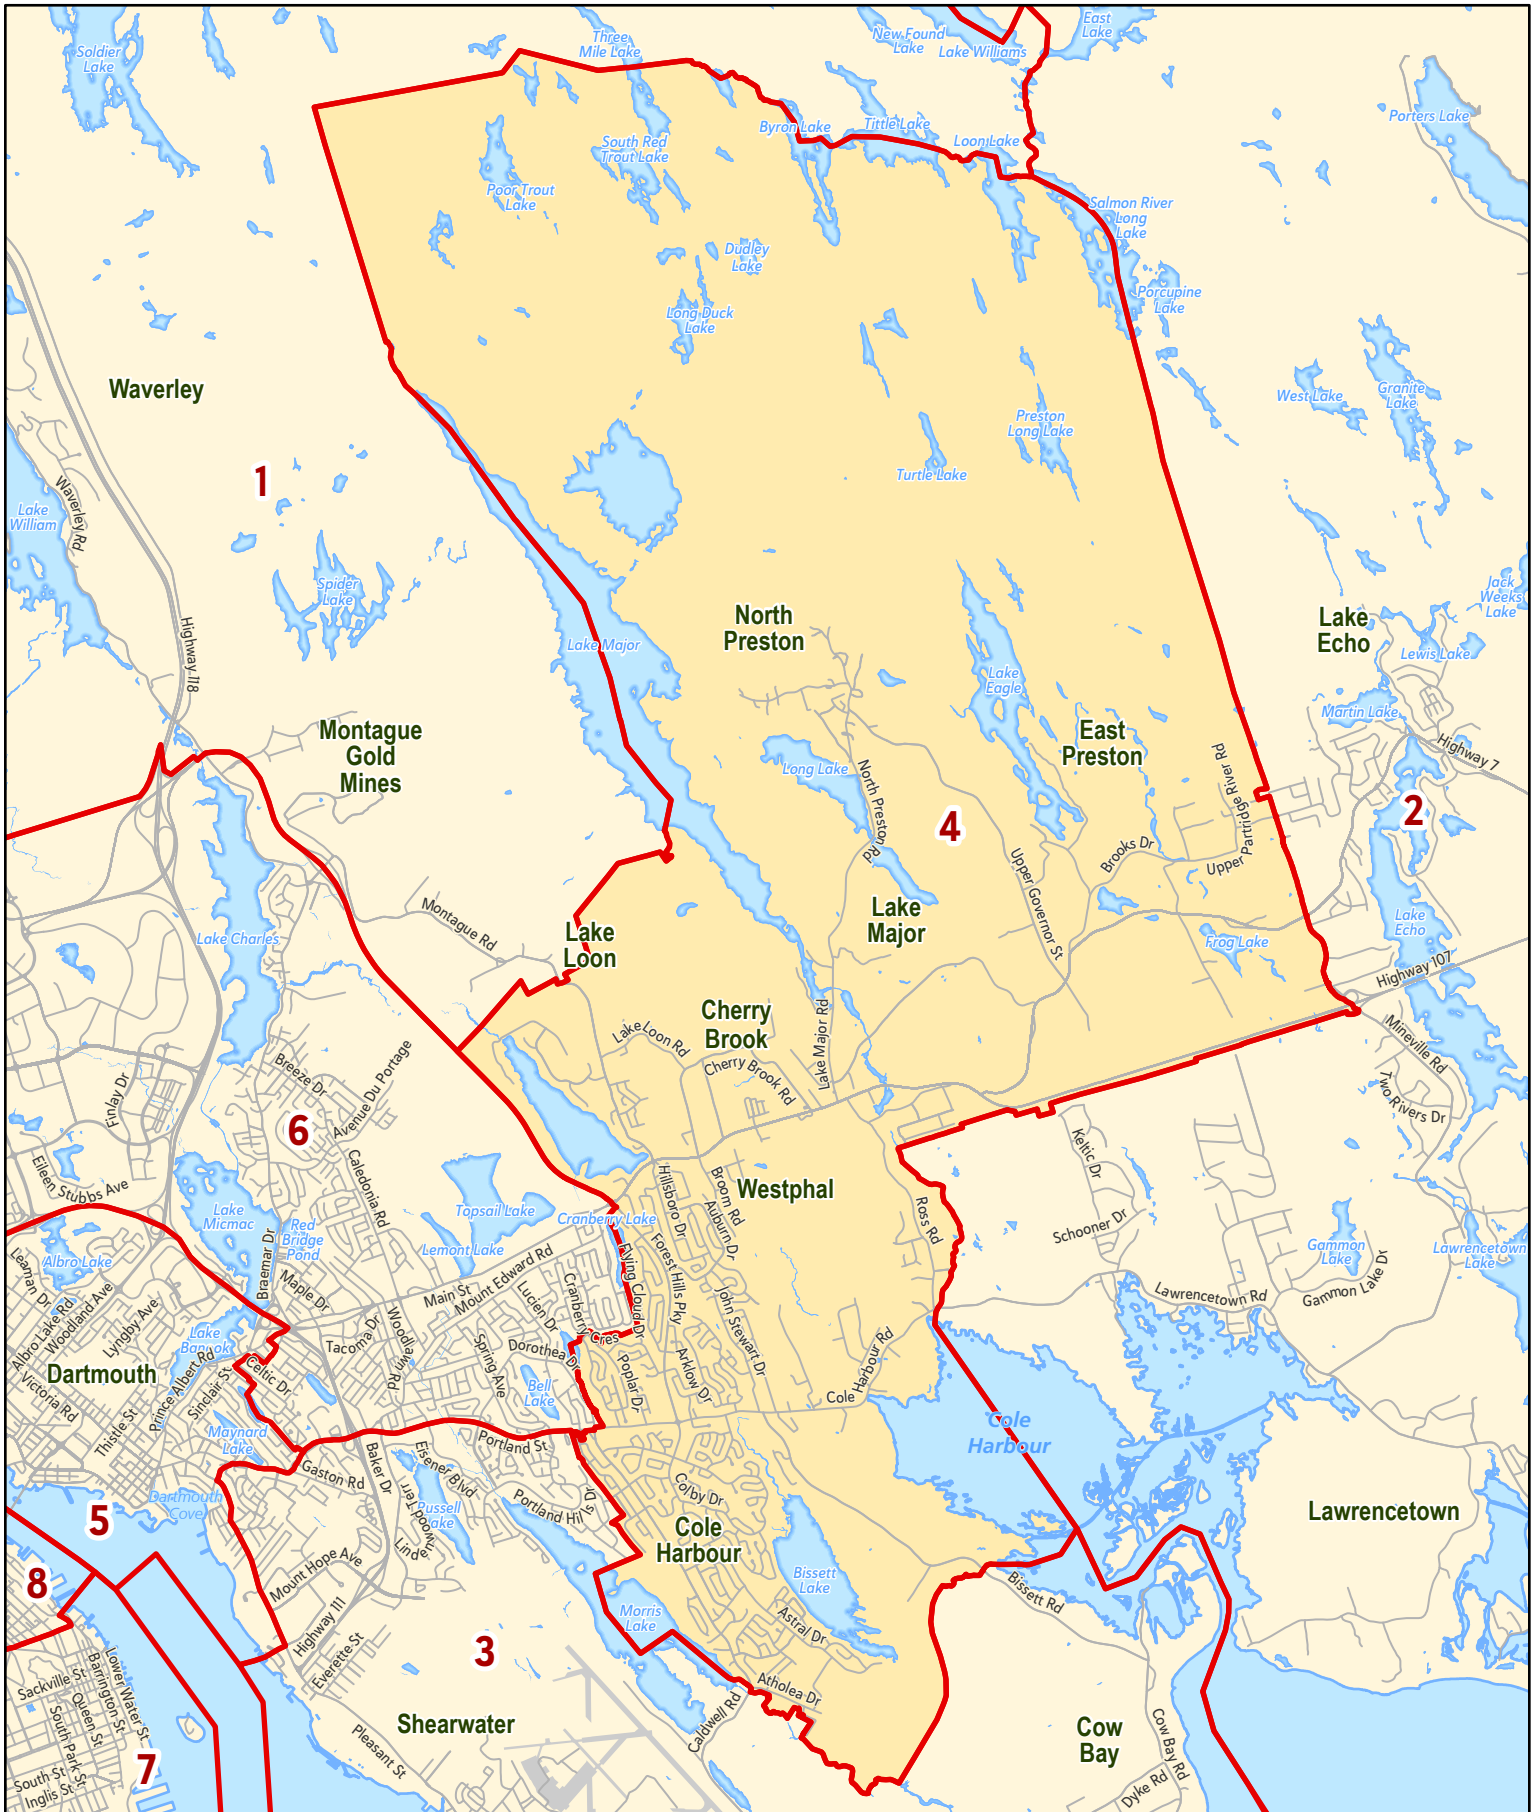 Soldier
Lake
Three
Mile Lake
New Found
Lake
Lake Williams
East
Lake
Porters Lake
Byron Lake
Tittle Lake
Loon Lake
South Red
Trout Lake
Poor Trout
Lake
Salmon River
Long
Lake
Dudley
Lake
Porcupine
Lake
Long Duck
Lake
Waverley
1
West Lake
Granite
Lake
Preston
Long Lake
Turtle Lake
Lake
William
Waverley Rd
Spider
Lake
Jack
Weeks
Lake
Highway 118
Lake Major
North
Preston
Lake
Echo
Lewis Lake
Lake
Eagle
Martin Lake
Montague
Gold
Mines
East
Preston
Highway 7
Long Lake
North Preston Rd
4
2
Upper Partridge River Rd
Brooks Dr
Upper Governor St
Montague Rd
Lake
Loon
Lake
Major
Lake Charles
Frog Lake
Lake
Echo
Highway 107
Cherry
Brook
Lake Loon Rd
Cherry Brook Rd
Lake Major Rd
Mineville Rd
Two Rivers Dr
Finlay Dr
Breeze Dr
Avenue Du Portage
6
Caledonia Rd
Keltic Dr
Eileen Stubbs Ave
Westphal
Hillsboro Dr
Broom Rd
Auburn Dr
Ross Rd
Schooner Dr
Lake
Micmac
Red
Bridge
Pond
Topsail Lake
Cranberry Lake
Lemont Lake
Albro Lake
Braemar Dr
Maple Dr
Main St
Mount Edward Rd
Flying Cloud Dr
Forest Hills Pky
John Stewart Dr
Gammon
Lake
Gammon Lake Dr
Lawrencetown
Lake
Lawrencetown Rd
Leaman Dr
Albro Lake Rd
Woodland Ave
Lyngby Ave
Lake
Banook
Tacoma Dr
Woodlawn Rd
Lucien Dr
Cranberry Cres
Spring Ave
Dorothea Dr
Poplar Dr
Arklow Dr
Cole Harbour Rd
Dartmouth
Victoria Rd
Thistle St
Prince Albert Rd
Sinclair St
Celtic Dr
Bell
Lake
Maynard
Lake
Cole
Harbour
Portland St
Gaston Rd
Baker Dr
Eisener Blvd
Portland Hills Dr
Colby Dr
Dartmouth
Cove
Russell
Lake
5
Lindenwood Terr
Cole
Harbour
Lawrencetown
Mount Hope Ave
8
Bissett
Lake
Bissett Rd
Morris
Lake
Astral Dr
Highway 111
Everette St
3
Lower Water St
Barrington St
Sackville St
Queen St
South Park St
Atholea Dr
Caldwell Rd
Shearwater
Pleasant St
Cow
Bay
Cow Bay Rd
7
South St
Inglis St
Dyke Rd